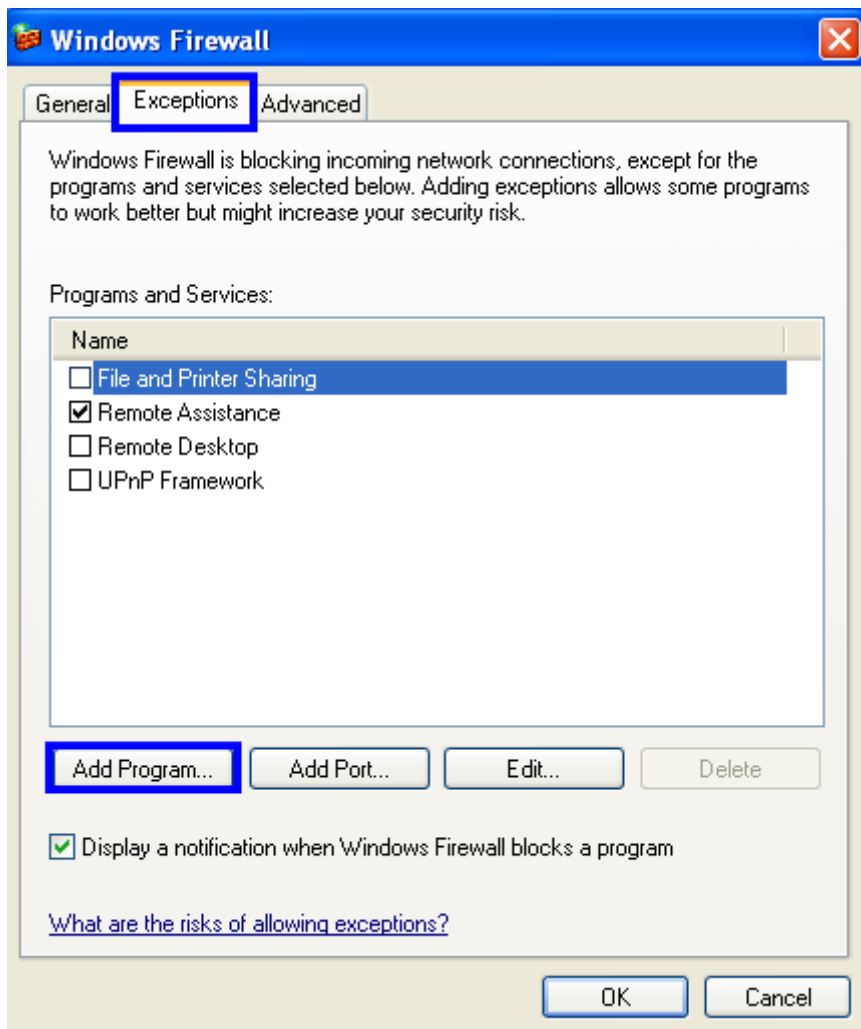 Windows Firewall
General Exceptions Advanced
Windows Firewall is blocking incoming network connections, except for the
programs and services selected below. Adding exceptions allows some programs
to work better but might increase your security risk.
Programs and Services:
Name
File and Printer Sharing
Remote Assistance
Remote Desktop
UPnP Framework
Add Program... Add Port... Edit... Delete
Display a notification when Windows Firewall blocks a program
What are the risks of allowing exceptions?
OK Cancel